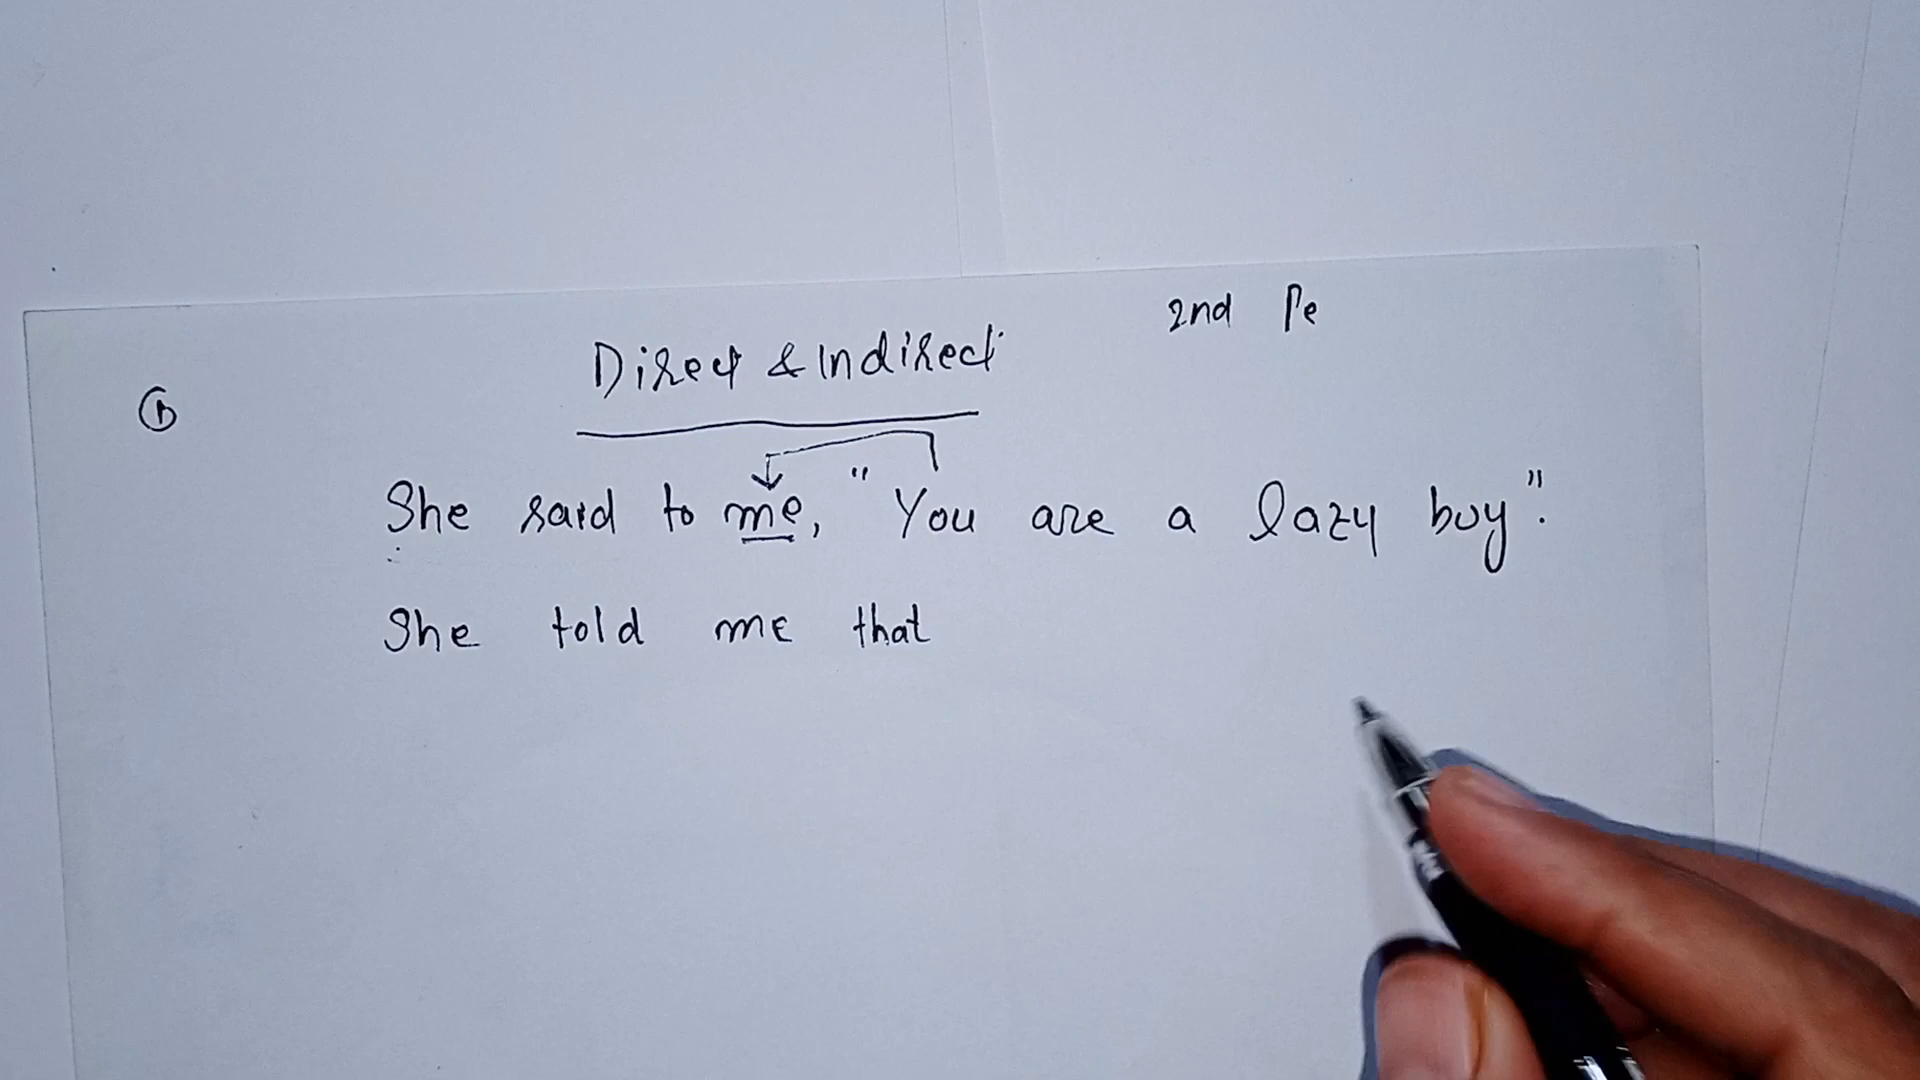 2nd Pe
Direct & Indirect
①
She said to me, "You are a lazy boy".
She told me that